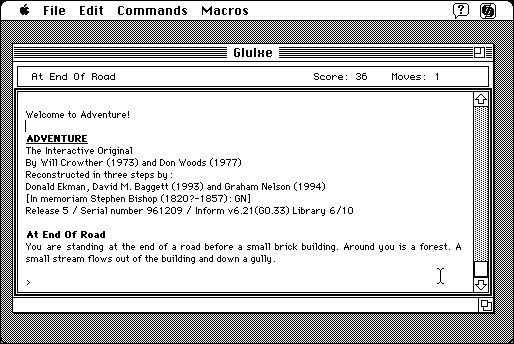 File Edit Commands Macros
Glulxe
At End Of Road Score: 36 Moves: 1
Welcome to Adventure!
ADVENTURE
The Interactive Original
By Will Crowther (1973) and Don Woods (1977)
Reconstructed in three steps by:
Donald Ekman, David M. Baggett (1993) and Graham Nelson (1994)
[In memoriam Stephen Bishop (1820?-1857): GN]
Release 5 / Serial number 961209 / Inform v6.21(G0.33) Library 6/10
At End Of Road
You are standing at the end of a road before a small brick building. Around you is a forest. A
small stream flows out of the building and down a gully.
>